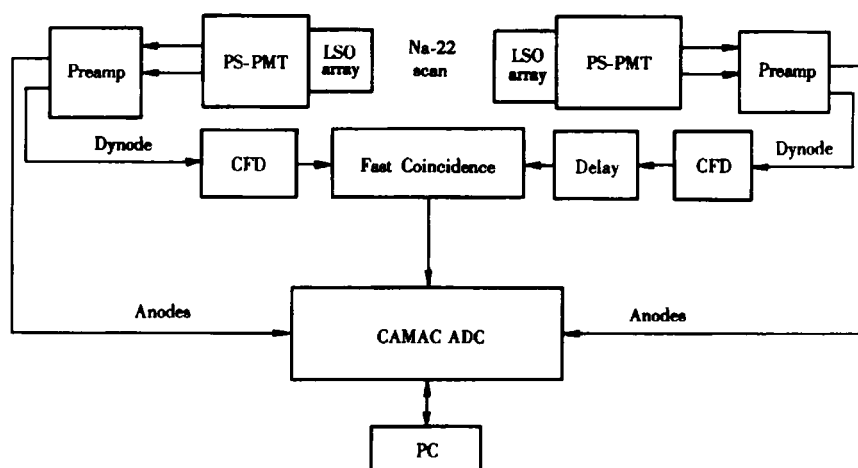 Preamp
PS-PMT
LSO
array
Na-22
scan
LSO
array
PS-PMT
Preamp
Dynode
CFD
Fast Coincidence
Delay
CFD
Dynode
Anodes
CAMAC ADC
Anodes
PC